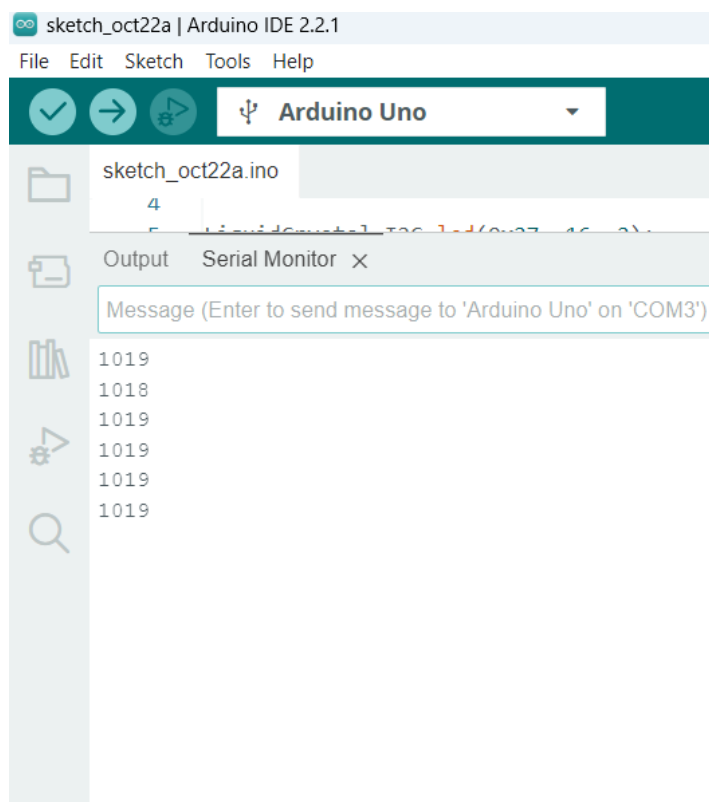 sketch_oct22a | Arduino IDE 2.2.1
File Edit Sketch Tools Help
Arduino Uno
sketch_oct22a.ino
4
Output Serial Monitor ×
Message (Enter to send message to 'Arduino Uno' on 'COM3')
1019
1018
1019
1019
1019
1019